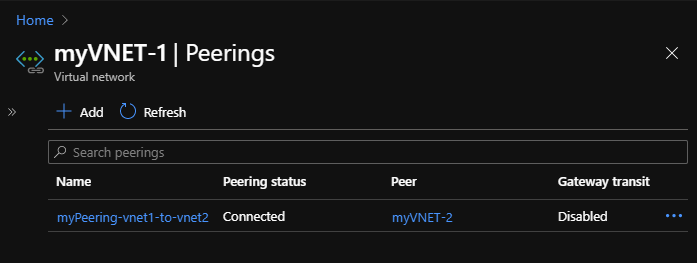 Home
myVNET-1 | Peerings
Virtual network
Add Refresh
Search peerings
Name Peering status Peer Gateway transit
myPeering-vnet1-to-vnet2 Connected myVNET-2 Disabled